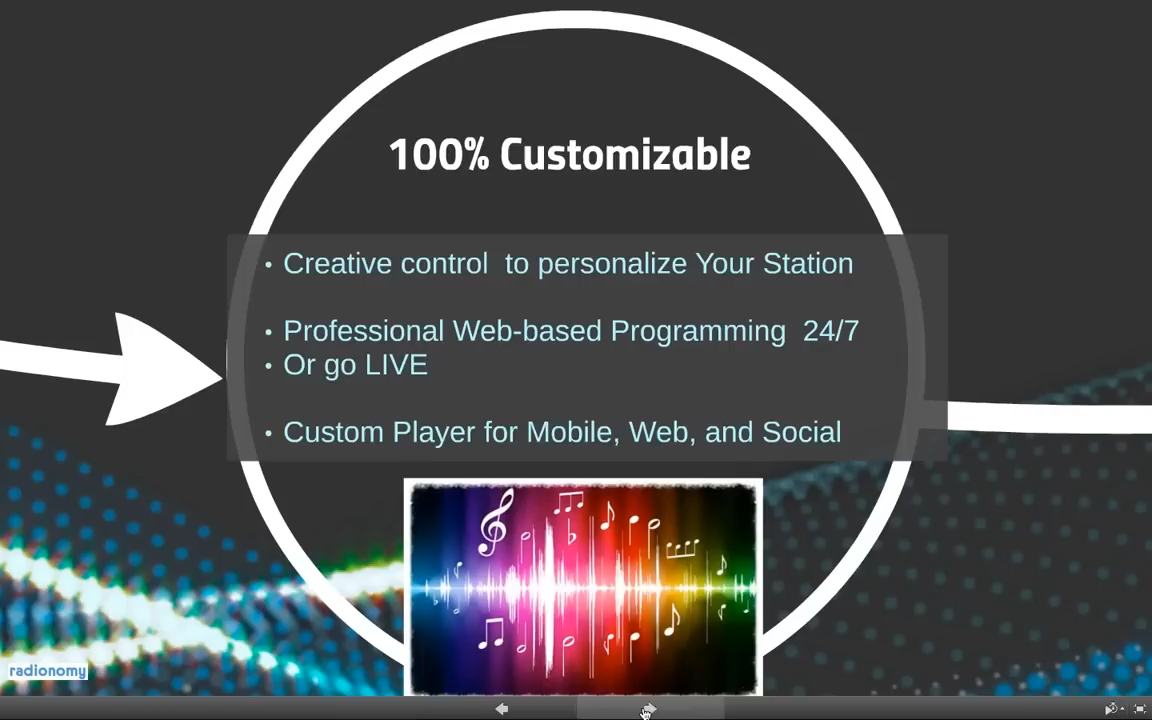 100% Customizable
• Creative control  to personalize Your Station
• Professional Web-based Programming  24/7
• Or go LIVE
• Custom Player for Mobile, Web, and Social
radionomy